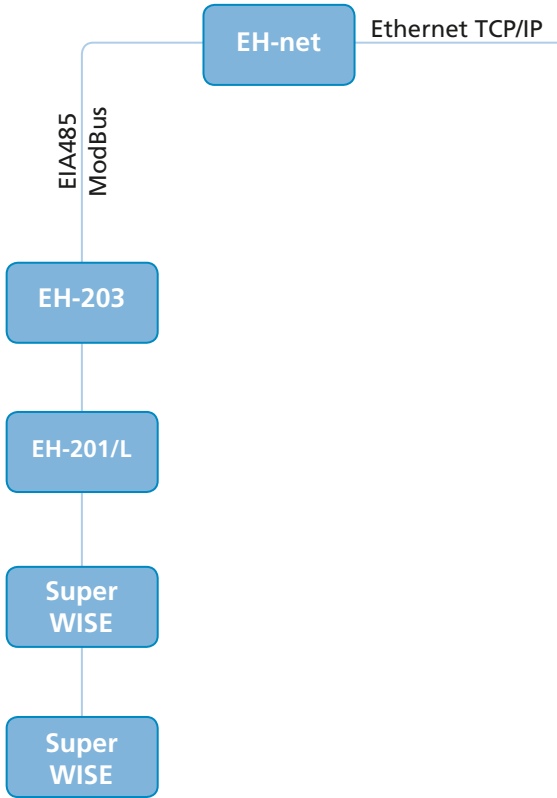 EH-net
Ethernet TCP/IP
EIA485
ModBus
EH-203
EH-201/L
Super
WISE
Super
WISE